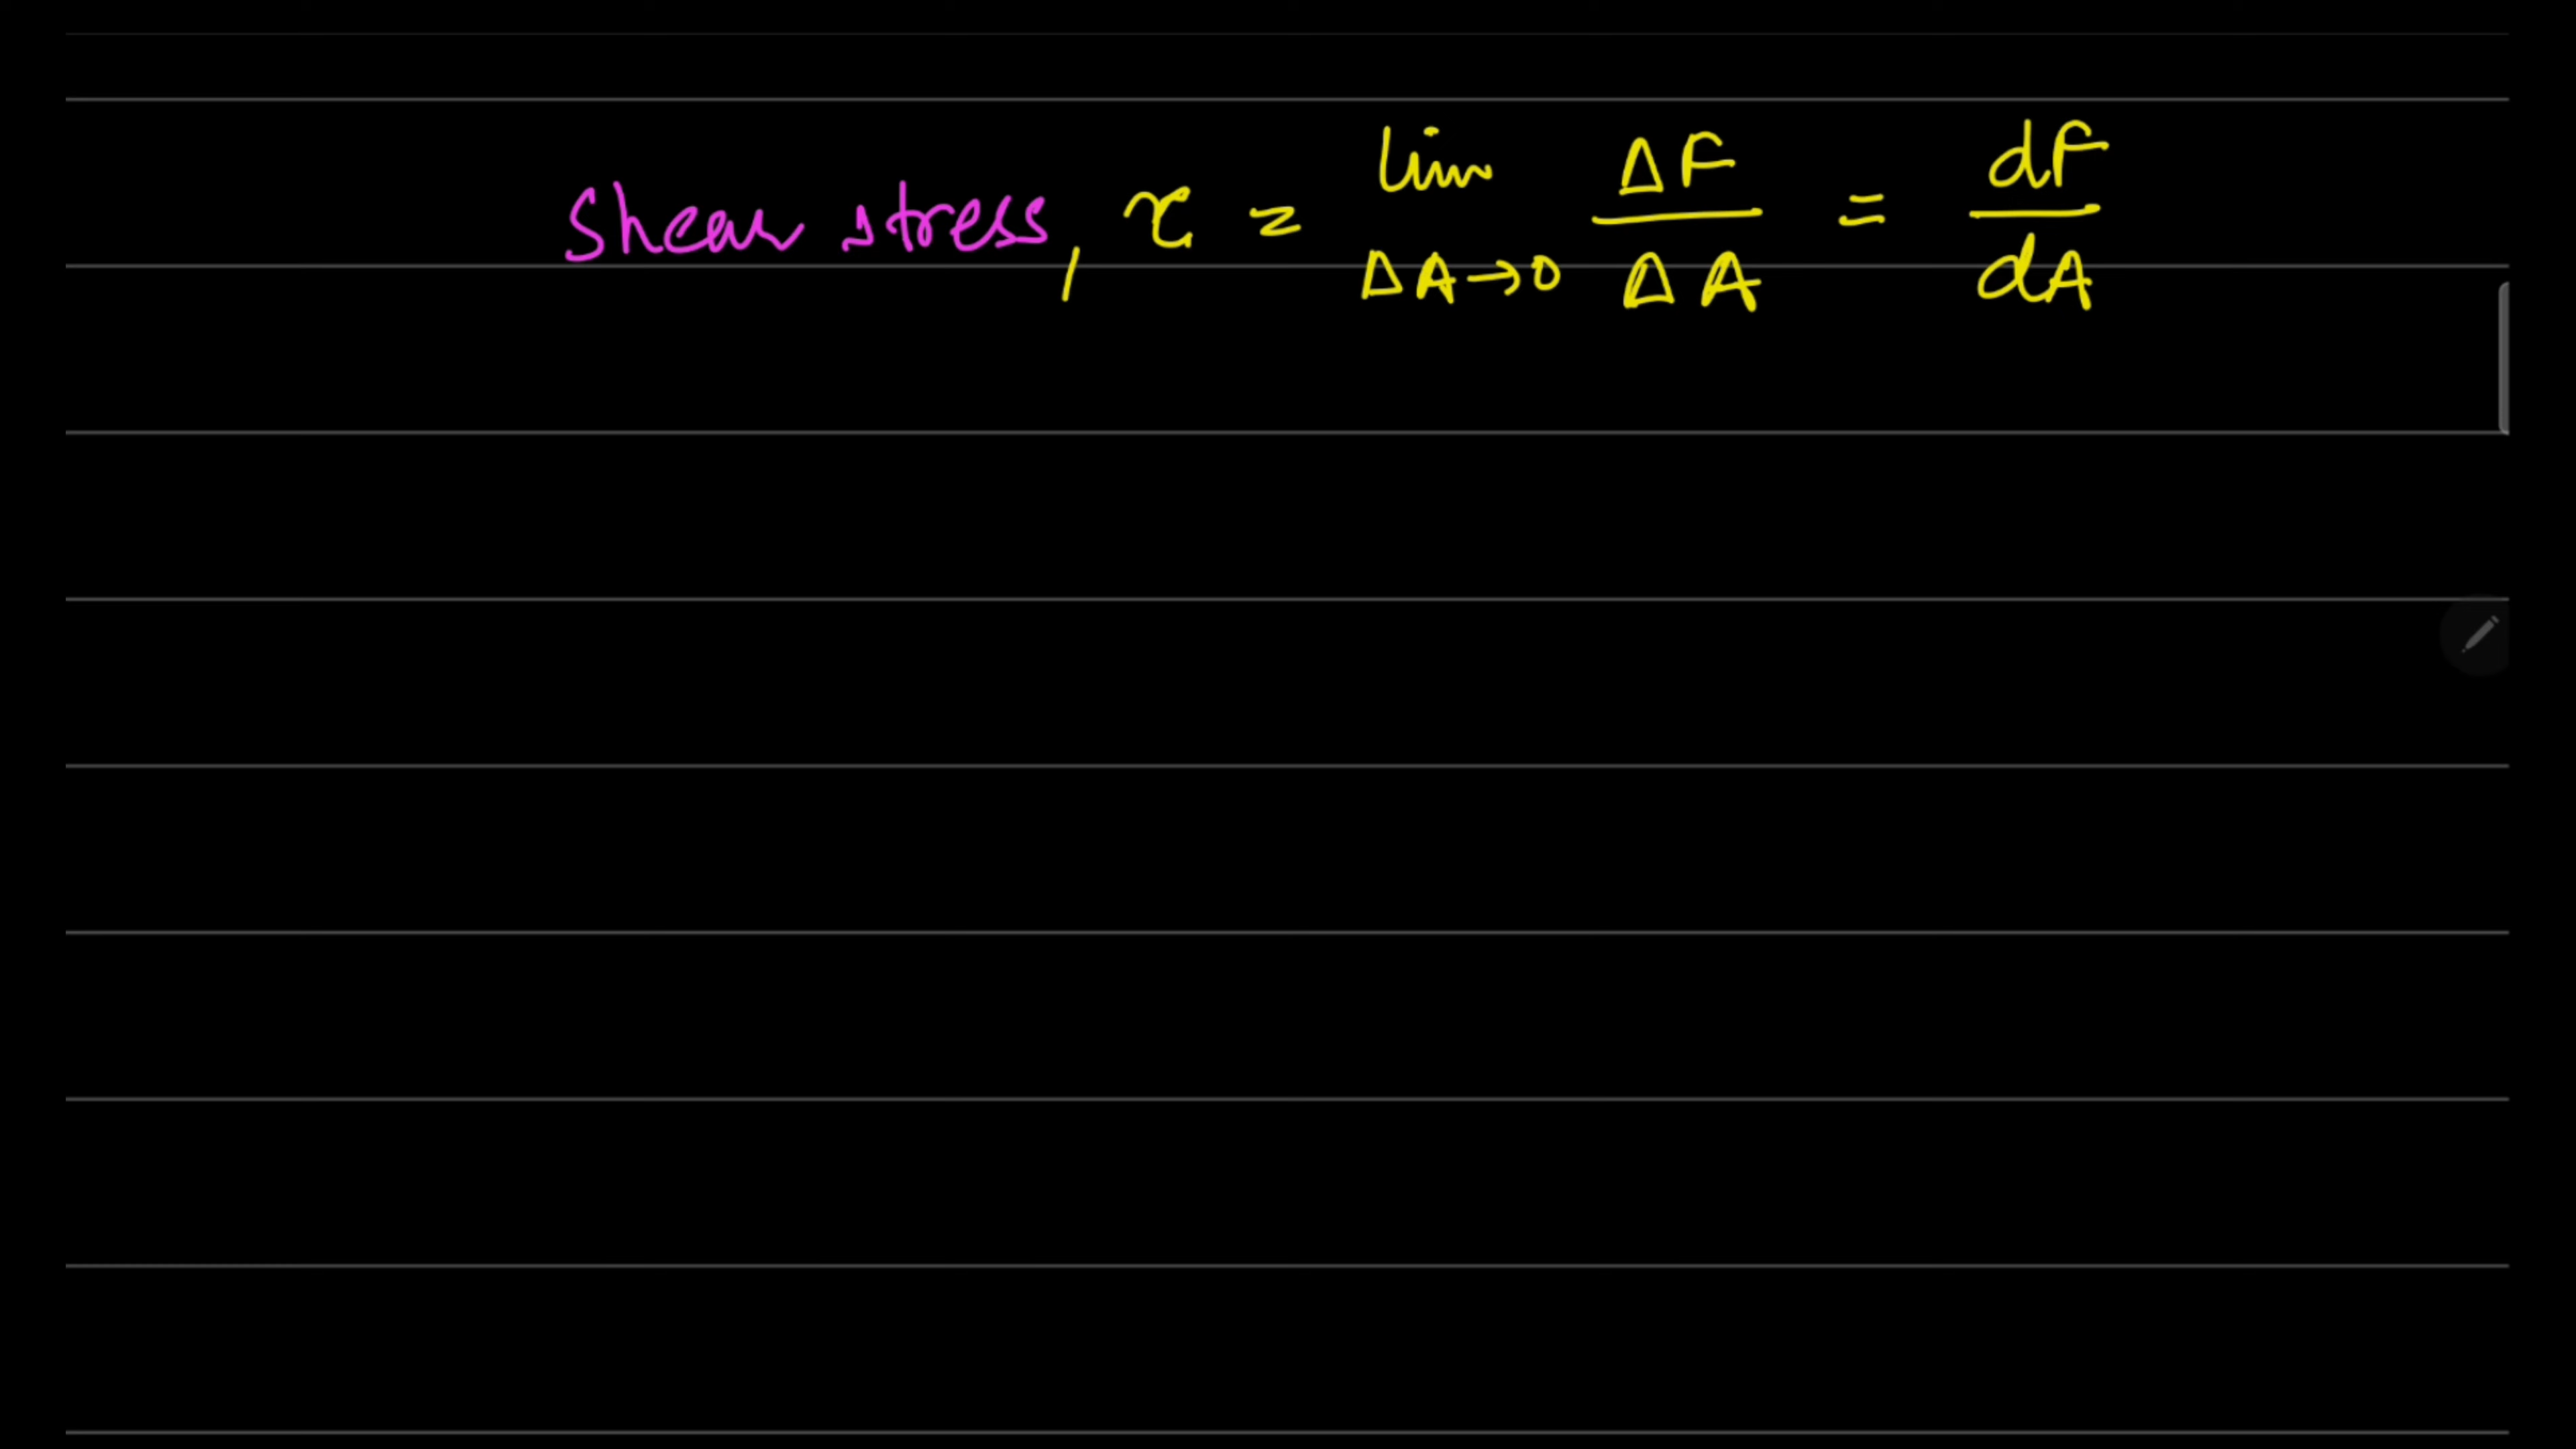 Shear stress, τ = lim ΔA→0 ΔF/ΔA = dF/dA